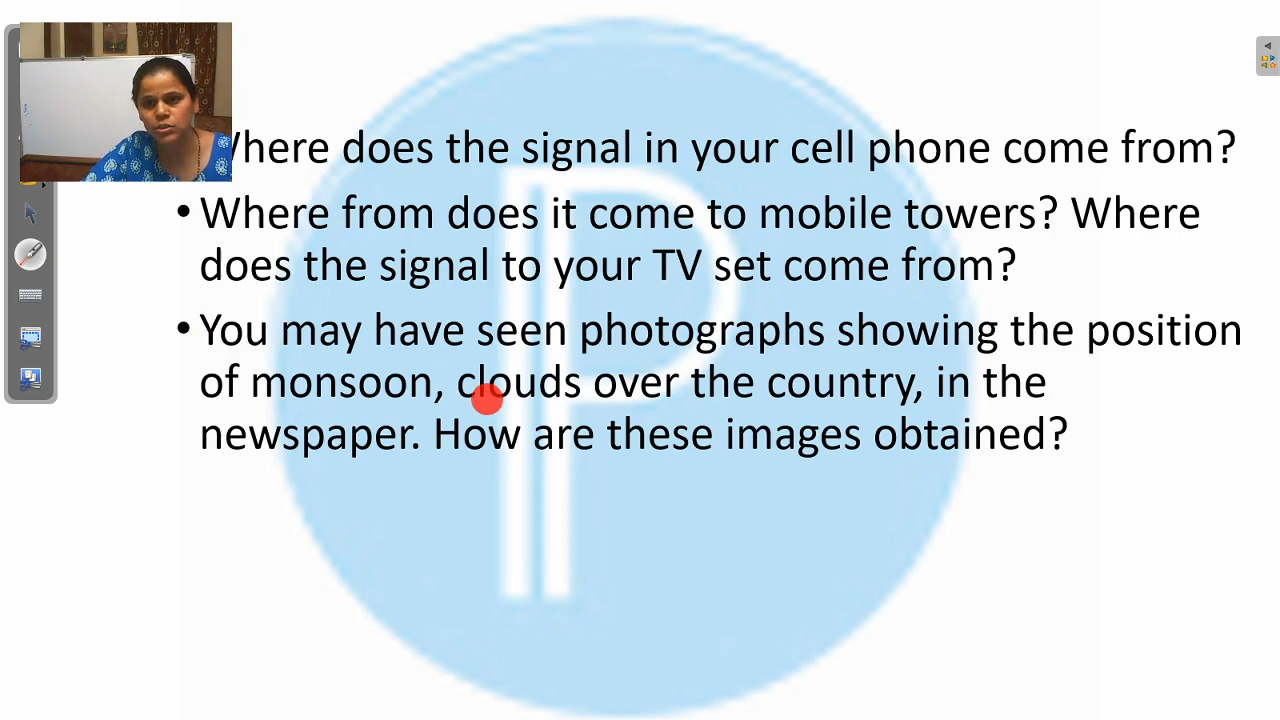 Where does the signal in your cell phone come from?
• Where from does it come to mobile towers? Where
does the signal to your TV set come from?
• You may have seen photographs showing the position
of monsoon, clouds over the country, in the
newspaper. How are these images obtained?